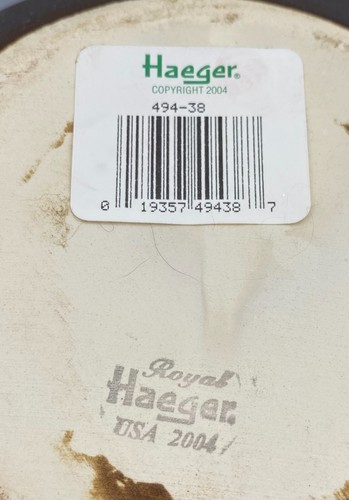 Haeger®
COPYRIGHT 2004
494-38
0 19357 49438 7
Royal
Haeger®
USA 2004